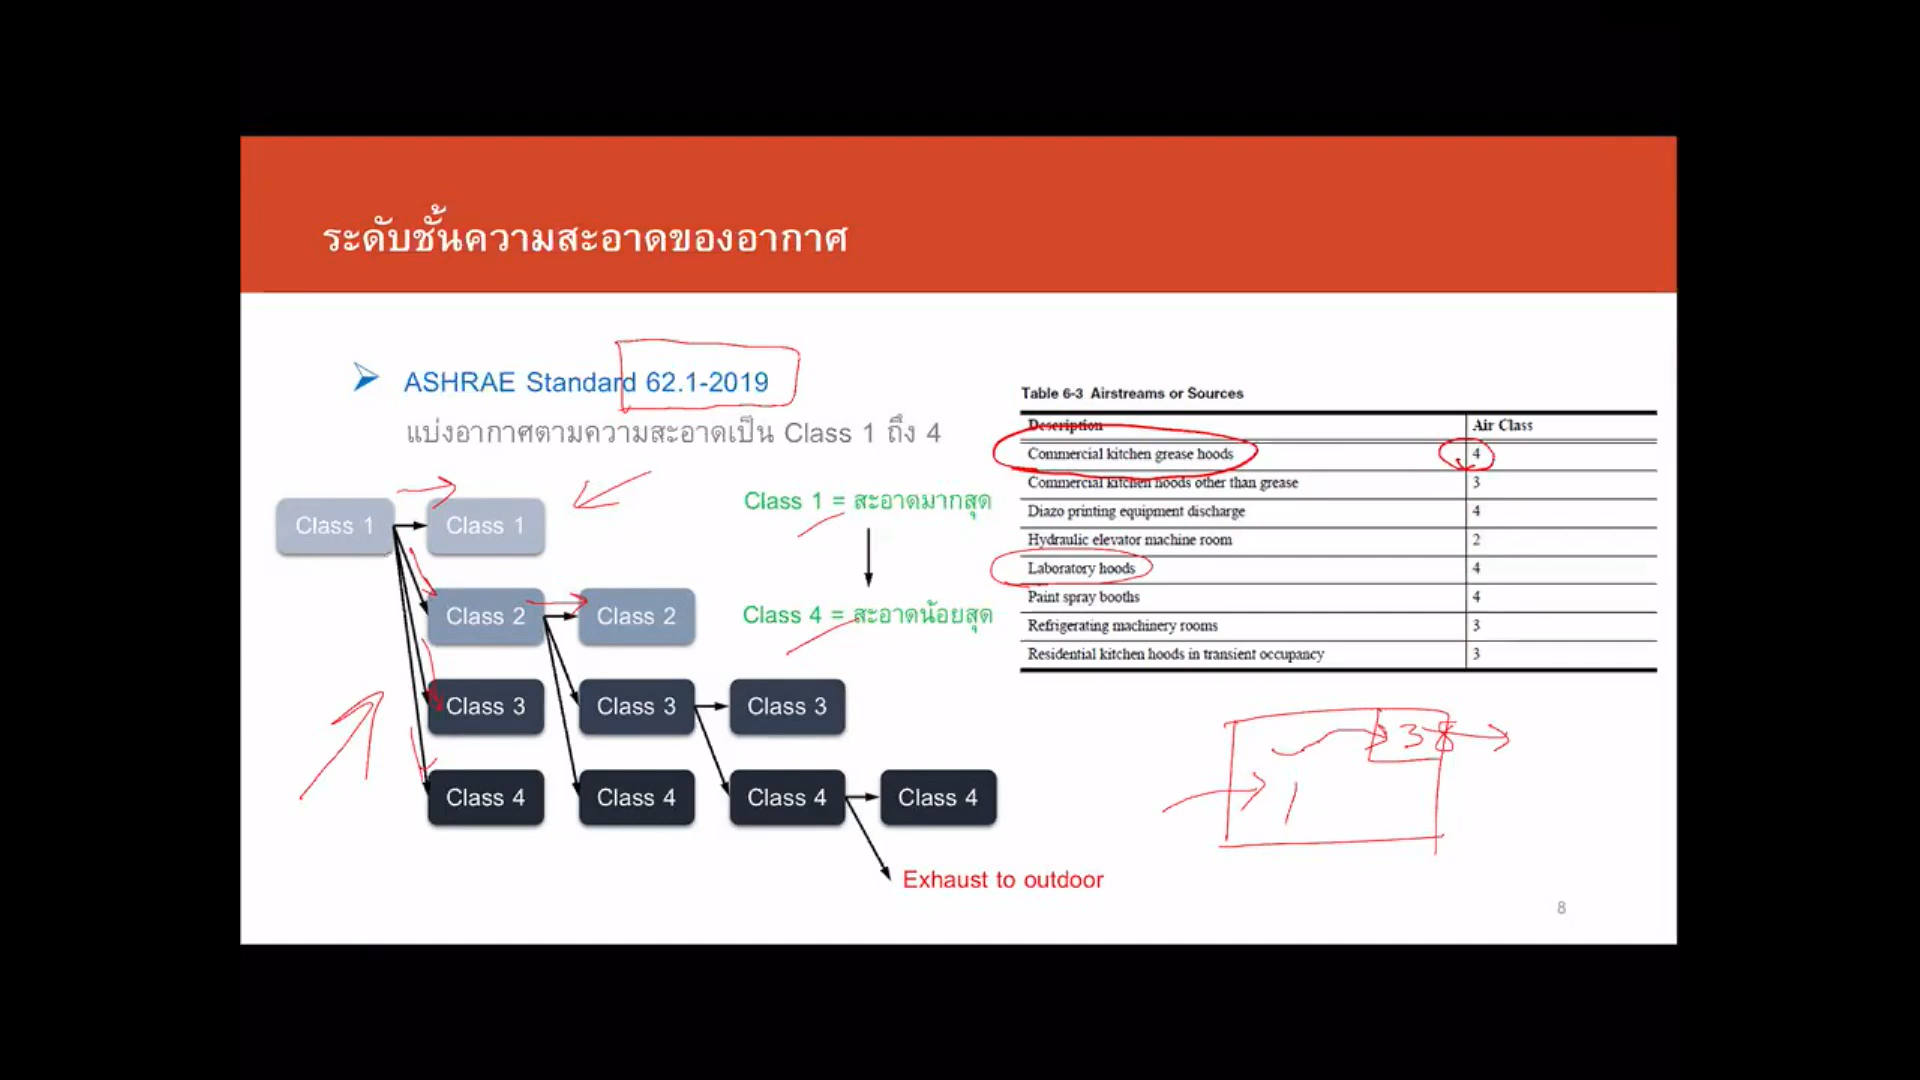 ระดับชั้นความสะอาดของอากาศ
ASHRAE Standard 62.1-2019
แบ่งอากาศตามความสะอาดเป็น Class 1 ถึง 4
Class 1 Class 1
Class 2 Class 2
Class 3 Class 3 Class 3
Class 4 Class 4 Class 4 Class 4
Exhaust to outdoor
Class 1 = สะอาดมากสุด
Class 4 = สะอาดน้อยสุด
Table 6-3 Airstreams or Sources
Description Air Class
Commercial kitchen grease hoods 4
Commercial kitchen hoods other than grease 3
Diazo printing equipment discharge 4
Hydraulic elevator machine room 2
Laboratory hoods 4
Paint spray booths 4
Refrigerating machinery rooms 3
Residential kitchen hoods in transient occupancy 3
3
1
8